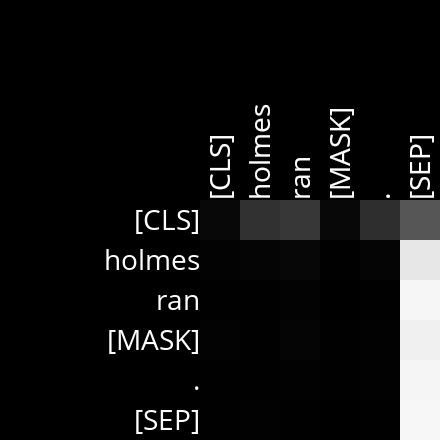 [CLS] holmes ran [MASK] . [SEP]
[CLS]
holmes
ran
[MASK]
.
[SEP]